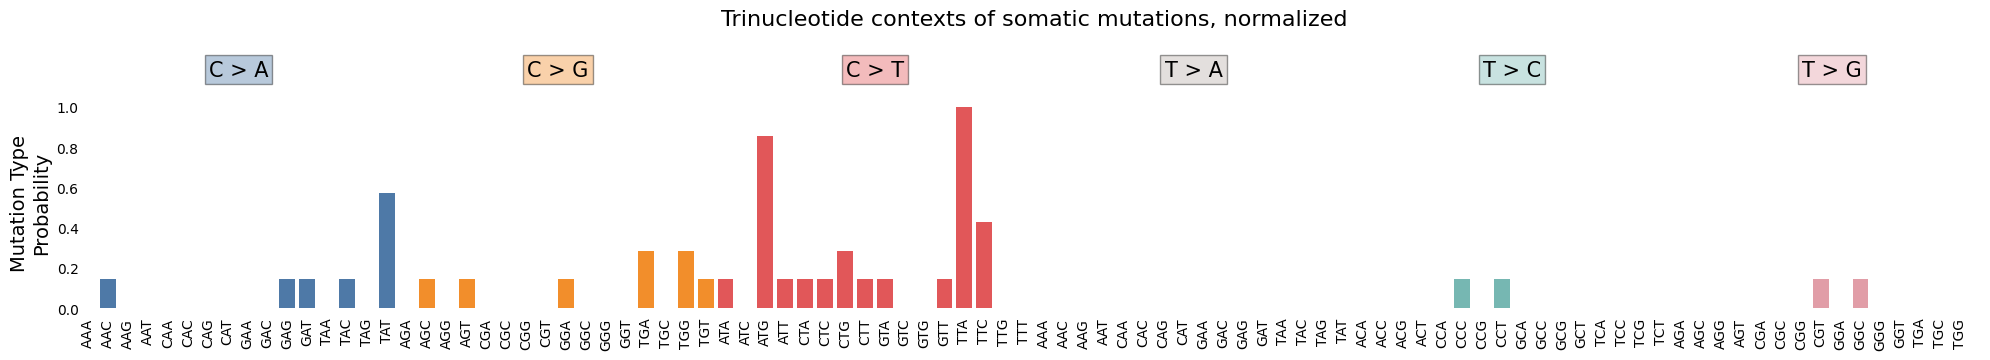 Trinucleotide contexts of somatic mutations, normalized
C > A
C > G
C > T
T > A
T > C
T > G
Mutation Type
Probability
1.0
0.8
0.6
0.4
0.2
0.0
AAA AAC AAG AAT CAA CAC CAG CAT GAA GAC GAG GAT TAA TAC TAG TAT AGA AGC AGG AGT CGA CGC CGG CGT GGA GGC GGG GGT TGA TGC TGG TGT ATA ATC ATG ATT CTA CTC CTG CTT GTA GTC GTG GTT TTA TTC TTG TTT AAA AAC AAG AAT CAA CAC CAG CAT GAA GAC GAG GAT TAA TAC TAG TAT ACA ACC ACG ACT CCA CCC CCG CCT GCA GCC GCG GCT TCA TCC TCG TCT AGA AGC AGG AGT CGA CGC CGG CGT GGA GGC GGG GGT TGA TGC TGG